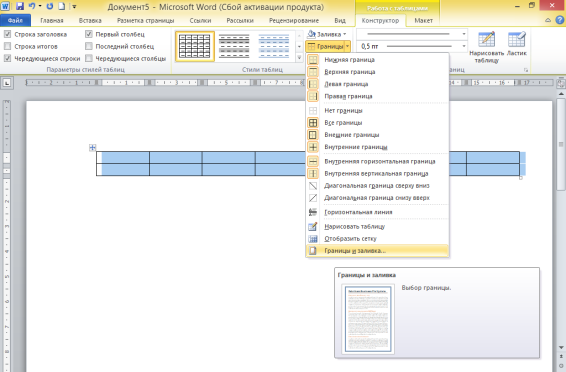 Документ5 - Microsoft Word (Сбой активации продукта)
Работа с таблицами
Файл Главная Вставка Разметка страницы Ссылки Рассылки Рецензирование Вид Конструктор Макет
Строка заголовка Первый столбец
Строка итогов Последний столбец
Чередующиеся строки Чередующиеся столбцы
Параметры стилей таблиц
Стили таблиц
Заливка
Границы
0,5 пт
Нарисовать таблицу
Ластик
Нижняя граница
Верхняя граница
Левая граница
Правая граница
Нет границы
Все границы
Внешние границы
Внутренние границы
Внутренняя горизонтальная граница
Внутренняя вертикальная граница
Диагональная граница сверху вниз
Диагональная граница снизу вверх
Горизонтальная линия
Нарисовать таблицу
Отобразить сетку
Границы и заливка...
Границы и заливка
Выбор границы.